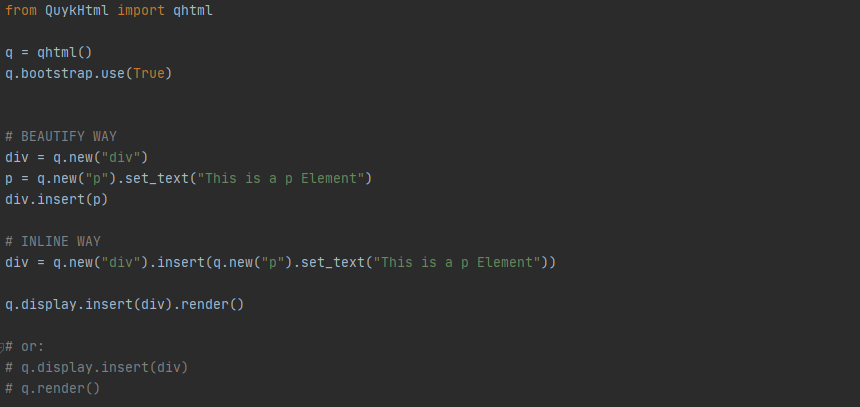 from QuykHtml import qhtml
q = qhtml()
q.bootstrap.use(True)
# BEAUTIFY WAY
div = q.new("div")
p = q.new("p").set_text("This is a p Element")
div.insert(p)
# INLINE WAY
div = q.new("div").insert(q.new("p").set_text("This is a p Element"))
q.display.insert(div).render()
# or:
# q.display.insert(div)
# q.render()